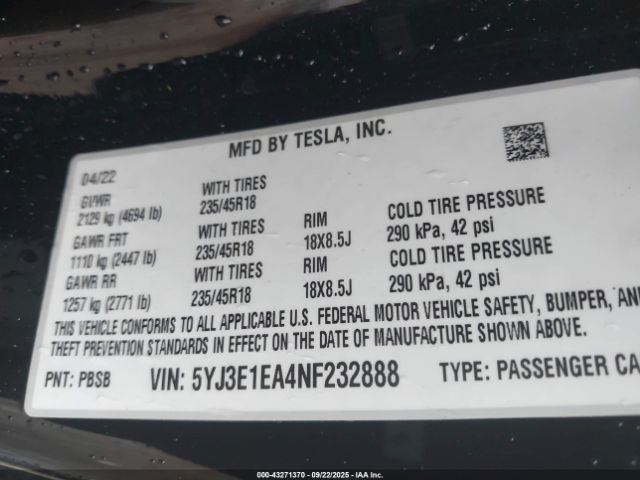 MFD BY TESLA, INC.
04/22
GVWR WITH TIRES
2129 kg (4694 lb) 235/45R18
GAWR FRT WITH TIRES RIM COLD TIRE PRESSURE
1110 kg (2447 lb) 235/45R18 18X8.5J 290 kPa, 42 psi
GAWR RR WITH TIRES RIM COLD TIRE PRESSURE
1257 kg (2771 lb) 235/45R18 18X8.5J 290 kPa, 42 psi
THIS VEHICLE CONFORMS TO ALL APPLICABLE U.S. FEDERAL MOTOR VEHICLE SAFETY, BUMPER, AND
THEFT PREVENTION STANDARDS IN EFFECT ON THE DATE OF MANUFACTURE SHOWN ABOVE.
PNT: PBSB VIN: 5YJ3E1EA4NF232888 TYPE: PASSENGER CA
000-43271370 - 09/22/2025 - IAA Inc.